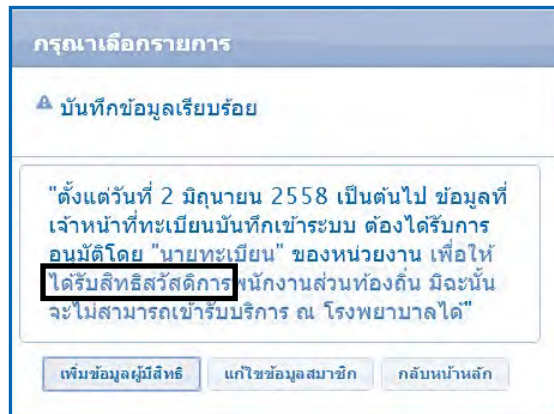 กรุณาเลือกรายการ
บันทึกข้อมูลเรียบร้อย
"ตั้งแต่วันที่ 2 มิถุนายน 2558 เป็นต้นไป ข้อมูลที่
เจ้าหน้าที่ทะเบียนบันทึกเข้าระบบ ต้องได้รับการ
อนุมัติโดย "นายทะเบียน" ของหน่วยงาน เพื่อให้
ได้รับสิทธิสวัสดิการพนักงานส่วนท้องถิ่น มิฉะนั้น
จะไม่สามารถเข้ารับบริการ ณ โรงพยาบาลได้"
เพิ่มข้อมูลผู้มีสิทธิ แก้ไขข้อมูลสมาชิก กลับหน้าหลัก